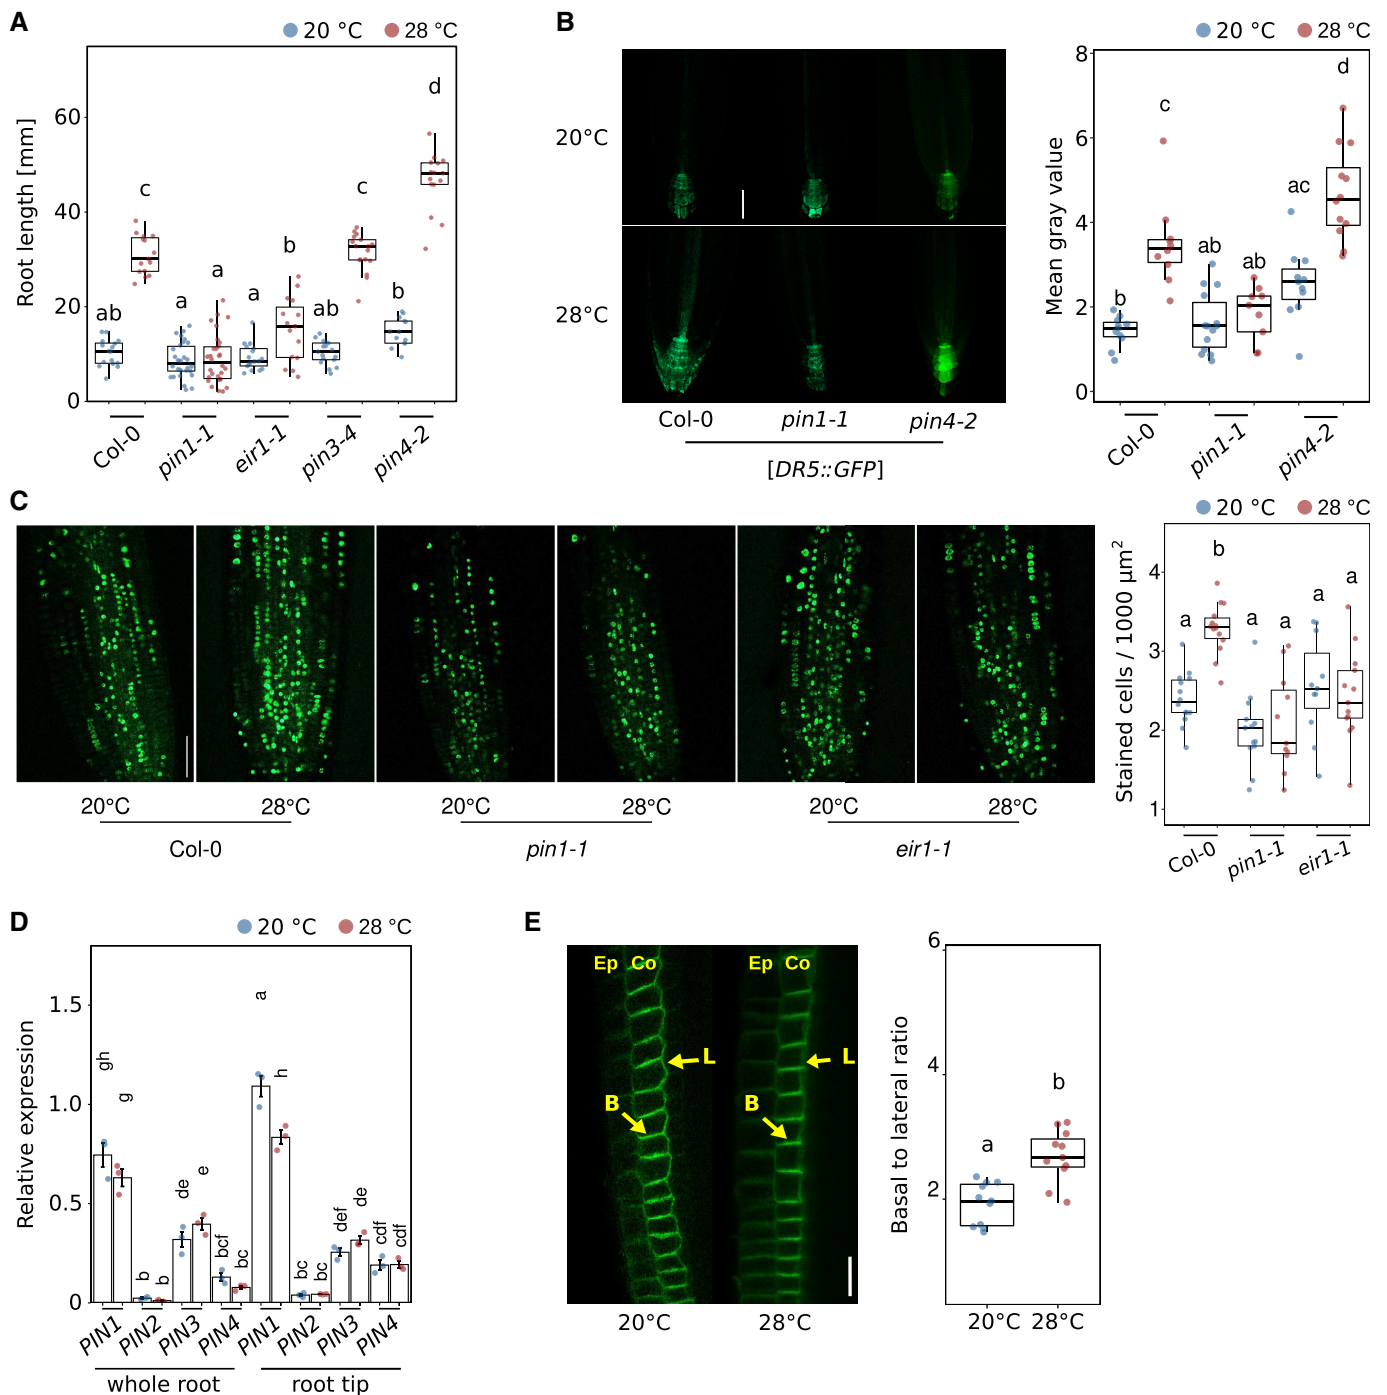 A
20 °C 28 °C
Root length [mm]
60
40
20
0
ab c a a a b ab c b d
Col-0 pin1-1 eir1-1 pin3-4 pin4-2
B
20°C
28°C
Col-0 pin1-1 pin4-2
[DR5::GFP]
20 °C 28 °C
Mean gray value
8
6
4
2
0
b c ab ab ac d
Col-0 pin1-1 pin4-2
C
20°C 28°C 20°C 28°C 20°C 28°C
Col-0 pin1-1 eir1-1
20 °C 28 °C
Stained cells / 1000 µm²
4
3
2
1
a b a a a a
Col-0 pin1-1 eir1-1
D
20 °C 28 °C
Relative expression
1.5
1.0
0.5
0
gh g b b de e bcf bc a h bc bc def de cdf cdf
PIN1 PIN2 PIN3 PIN4 PIN1 PIN2 PIN3 PIN4
whole root root tip
E
Ep Co Ep Co
L L
B B
20°C 28°C
Basal to lateral ratio
6
4
2
a b
20°C 28°C